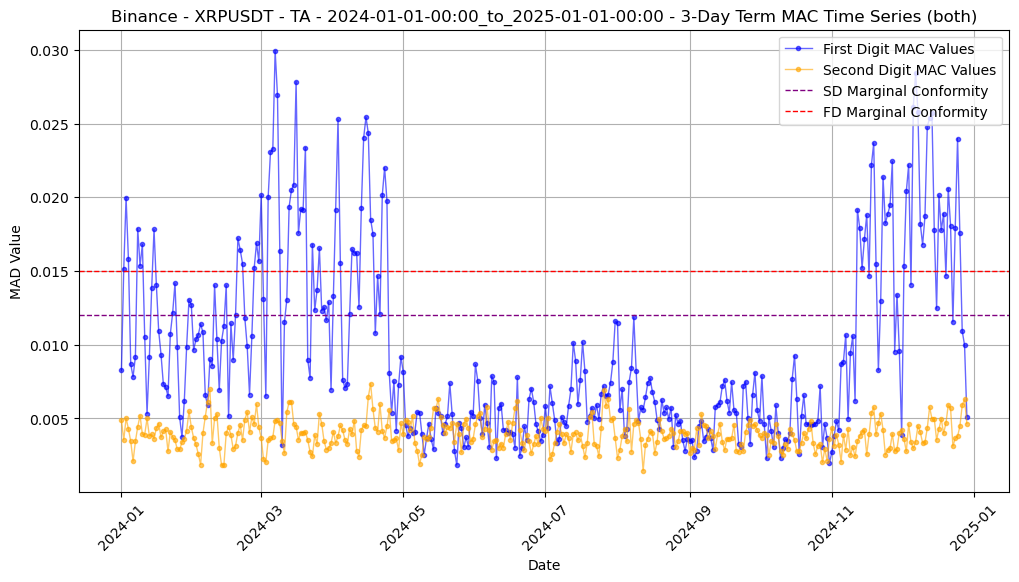 Binance - XRPUSDT - TA - 2024-01-01-00:00_to_2025-01-01-00:00 - 3-Day Term MAC Time Series (both)
First Digit MAC Values
Second Digit MAC Values
SD Marginal Conformity
FD Marginal Conformity
MAD Value
0.030
0.025
0.020
0.015
0.010
0.005
2024-01
2024-03
2024-05
2024-07
2024-09
2024-11
2025-01
Date